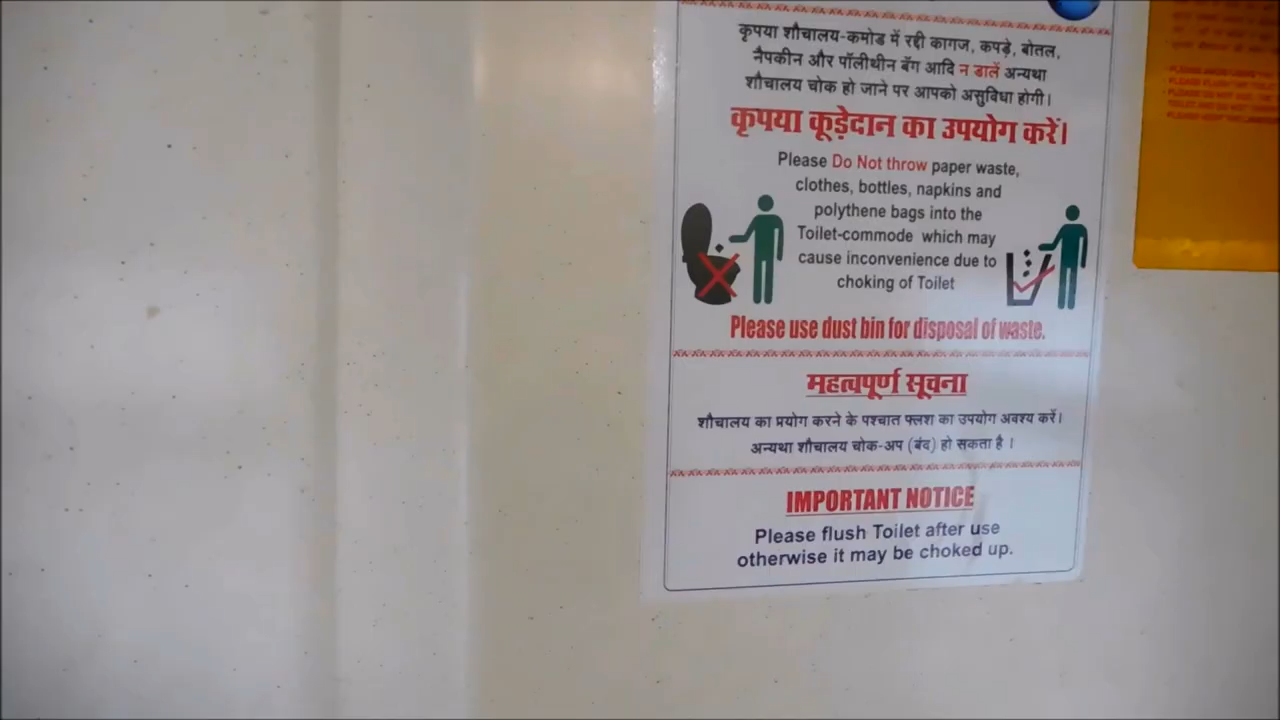 कृपया शौचालय-कमोड में रद्दी कागज, कपड़े, बोतल,
नैपकीन और पॉलीथीन बॅग आदि न डालें अन्यथा
शौचालय चोक हो जाने पर आपको असुविधा होगी।
कृपया कूड़ेदान का उपयोग करें।
Please Do Not throw paper waste,
clothes, bottles, napkins and
polythene bags into the
Toilet-commode which may
cause inconvenience due to
choking of Toilet
Please use dust bin for disposal of waste.
महत्वपूर्ण सूचना
शौचालय का प्रयोग करने के पश्चात फ्लश का उपयोग अवश्य करें।
अन्यथा शौचालय चोक-अप (बंद) हो सकता है ।
IMPORTANT NOTICE
Please flush Toilet after use
otherwise it may be choked up.